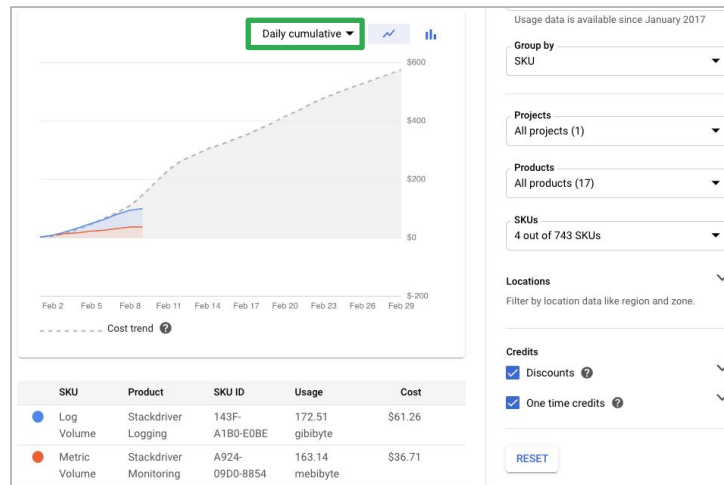 Daily cumulative
$600
$400
$200
$0
$-200
Feb 2 Feb 5 Feb 8 Feb 11 Feb 14 Feb 17 Feb 20 Feb 23 Feb 26 Feb 29
Cost trend ?
SKU Product SKU ID Usage Cost
Log Stackdriver 143F- 172.51 $61.26
Volume Logging A1B0-E0BE gibibyte
Metric Stackdriver A924- 163.14 $36.71
Volume Monitoring 09D0-8854 mebibyte
Usage data is available since January 2017
Group by
SKU
Projects
All projects (1)
Products
All products (17)
SKUs
4 out of 743 SKUs
Locations
Filter by location data like region and zone.
Credits
Discounts ?
One time credits ?
RESET